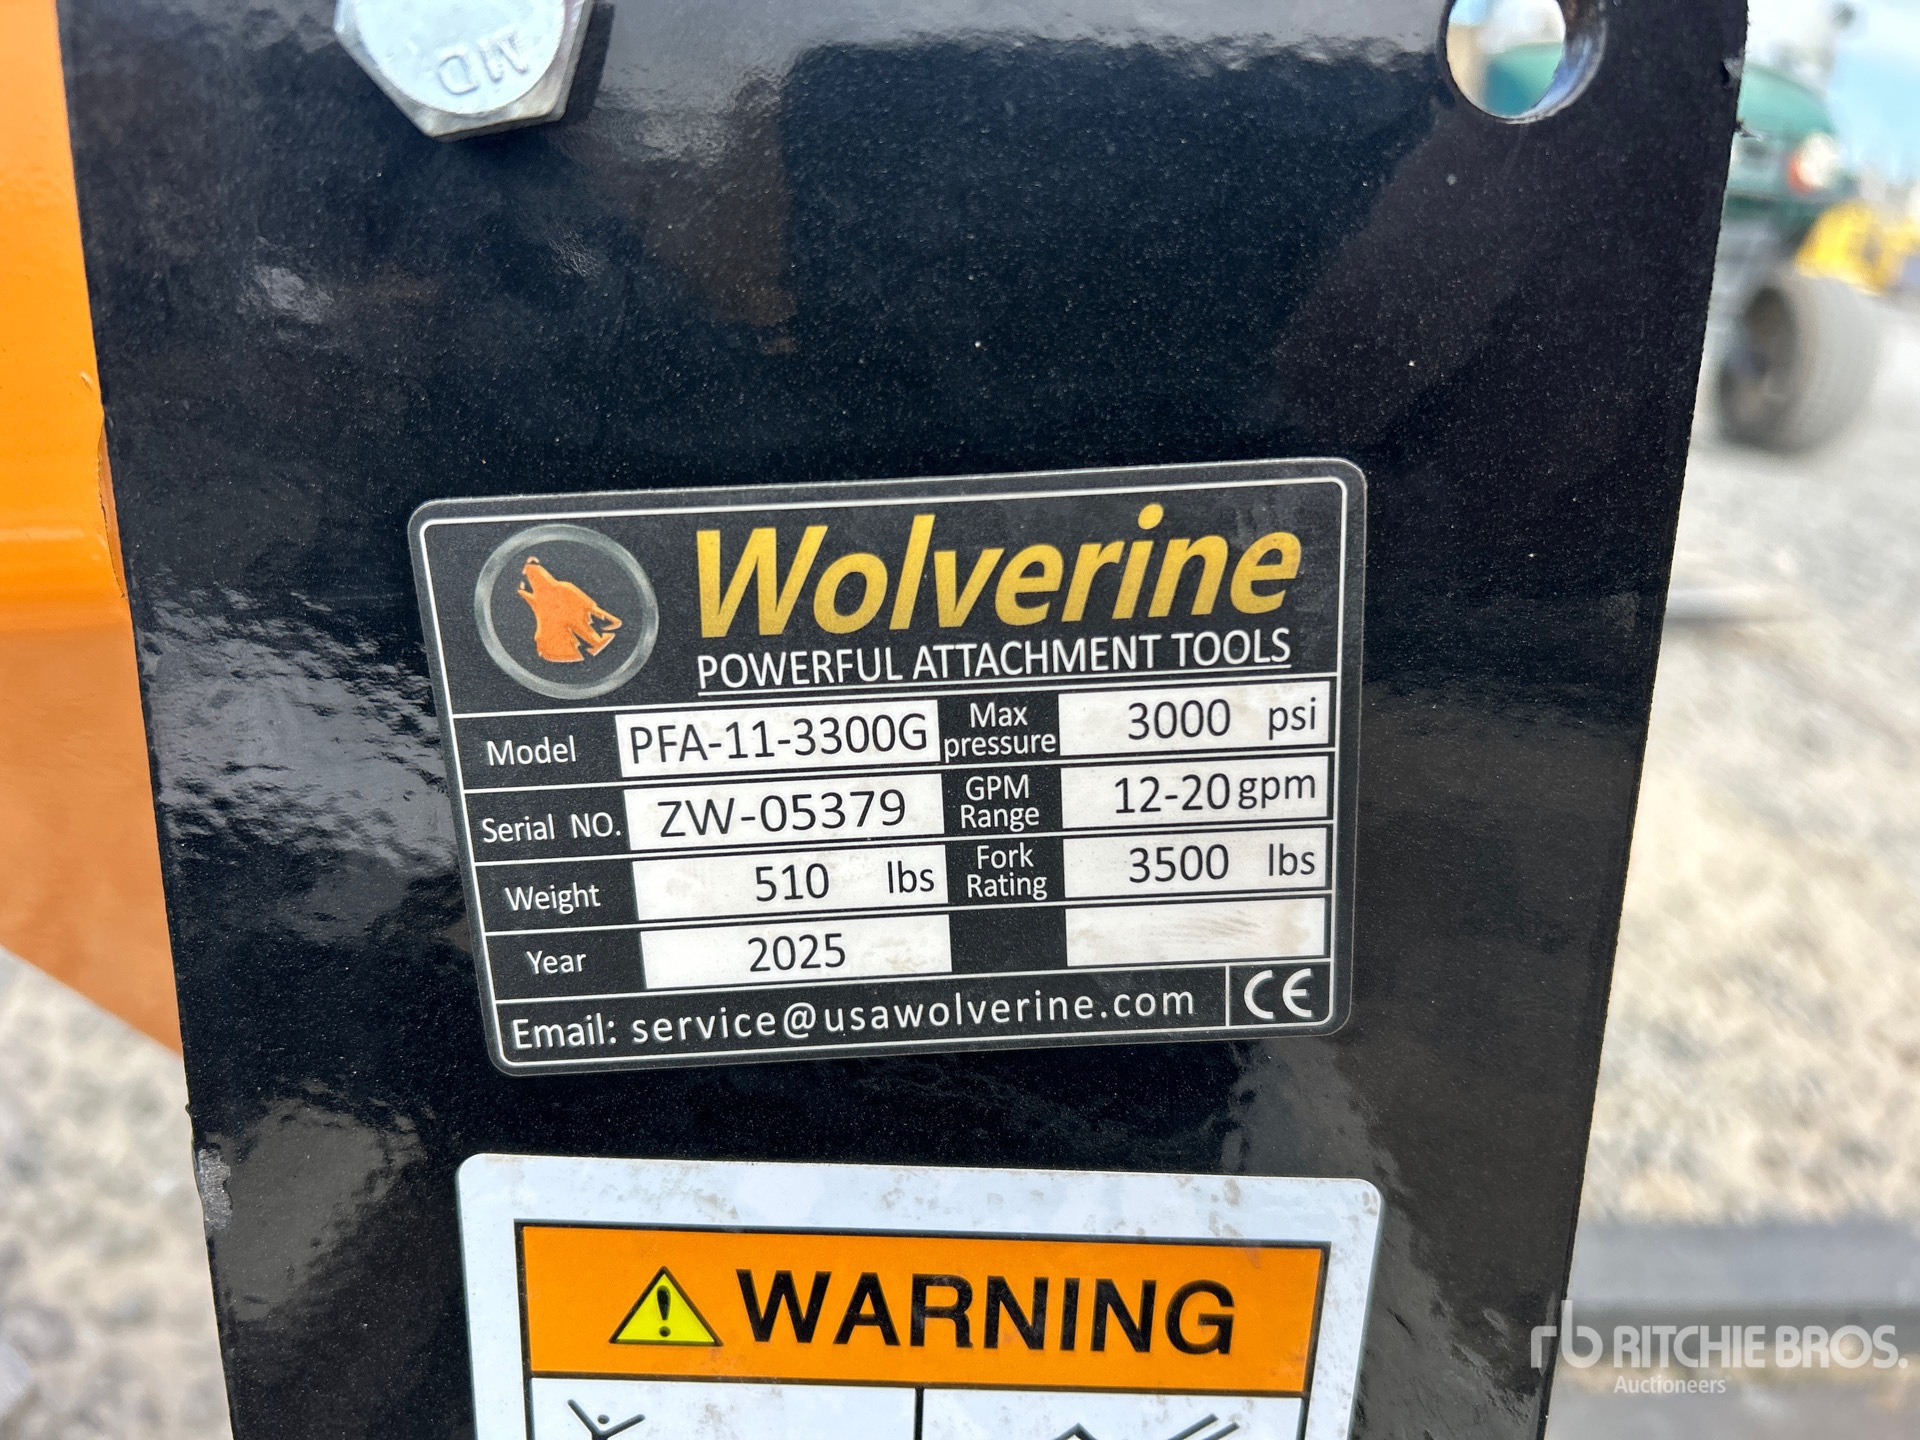 Wolverine
POWERFUL ATTACHMENT TOOLS
Model PFA-11-3300G Max pressure 3000 psi
Serial NO. ZW-05379 GPM Range 12-20 gpm
Weight 510 lbs Fork Rating 3500 lbs
Year 2025
Email: service@usawolverine.com CE
WARNING
rb RITCHIE BROS.
Auctioneers